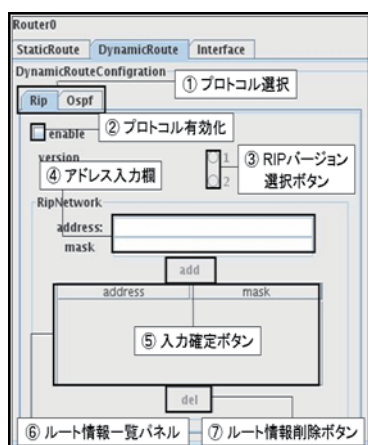 Router0
StaticRoute DynamicRoute Interface
DynamicRouteConfigration
① プロトコル選択
Rip Ospf
② プロトコル有効化
enable
version
1
③ RIPバージョン
選択ボタン
2
④ アドレス入力欄
RipNetwork
address:
mask
add
address mask
⑤ 入力確定ボタン
del
⑥ ルート情報一覧パネル ⑦ ルート情報削除ボタン